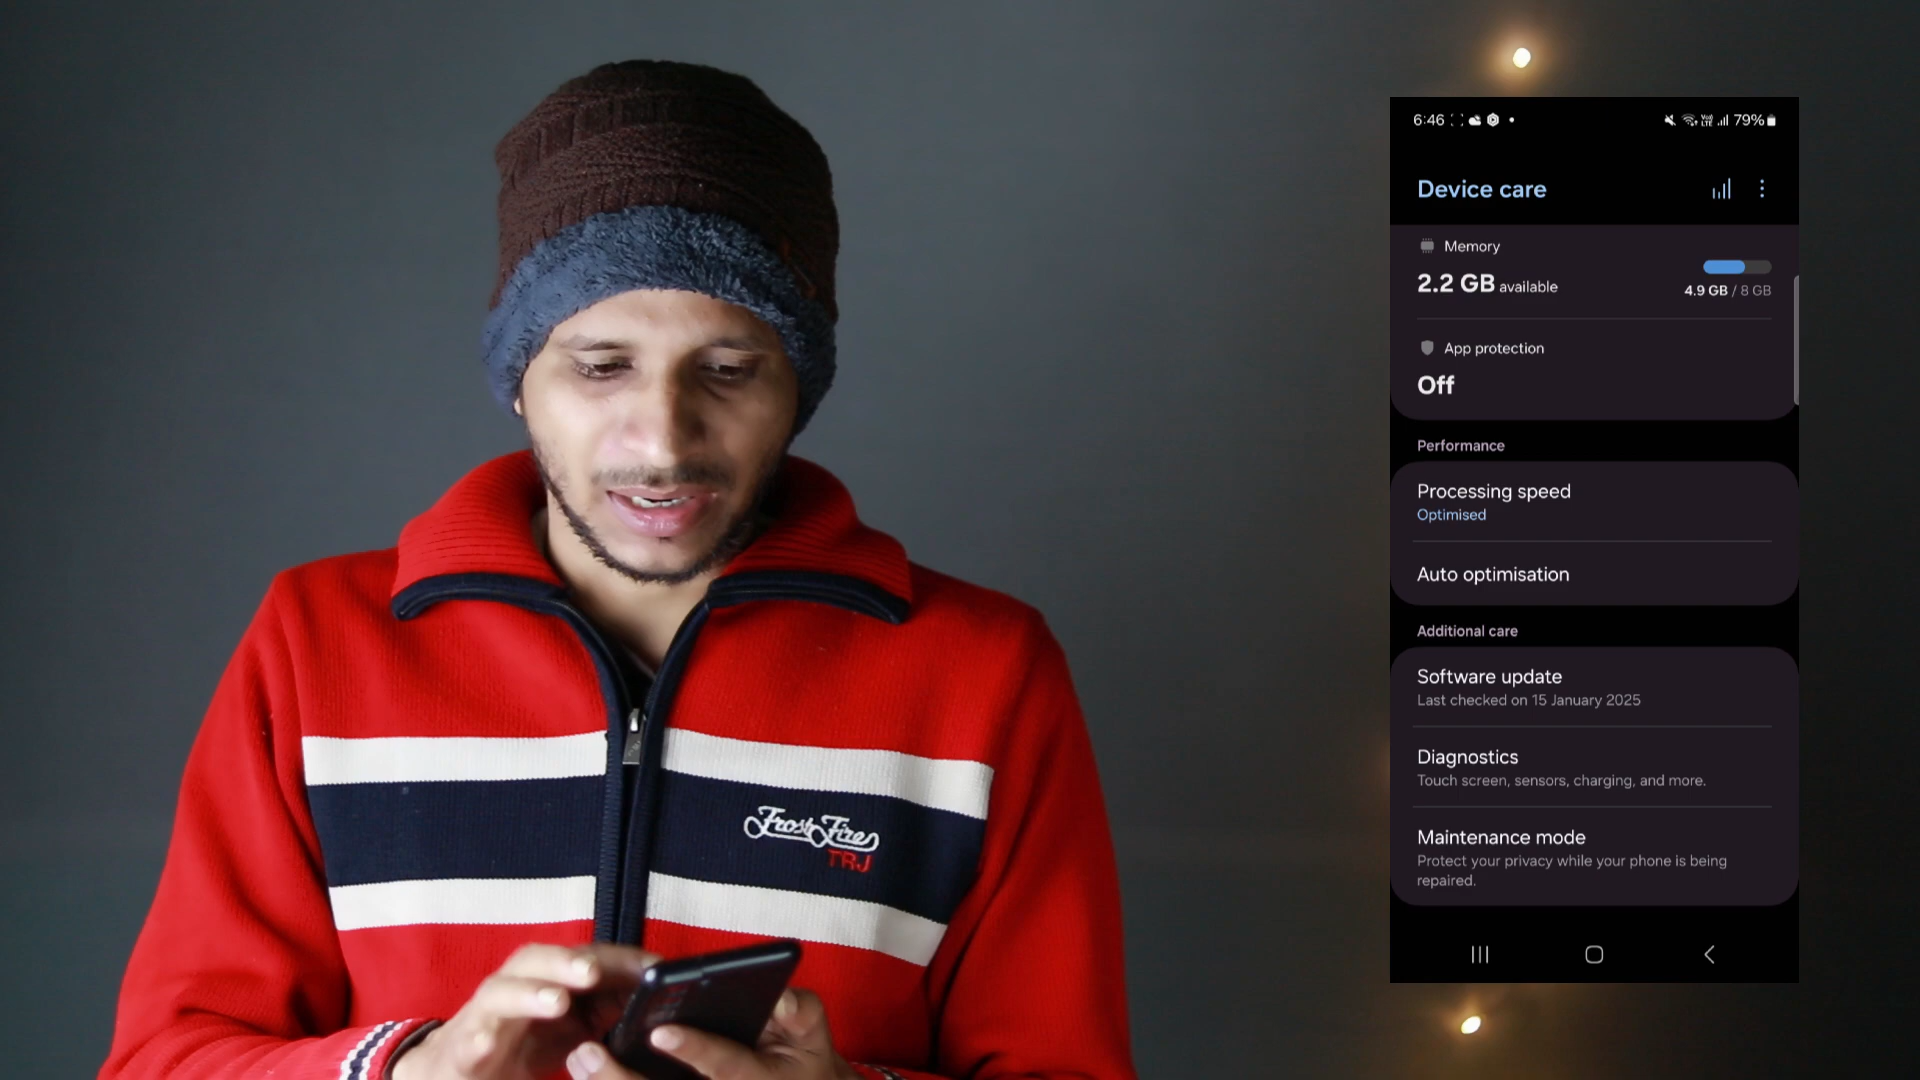 6:46
79%
Device care
Memory
2.2 GB available
4.9 GB / 8 GB
App protection
Off
Performance
Processing speed
Optimised
Auto optimisation
Additional care
Software update
Last checked on 15 January 2025
Diagnostics
Touch screen, sensors, charging, and more.
Maintenance mode
Protect your privacy while your phone is being
repaired.
FrostFire
TRJ